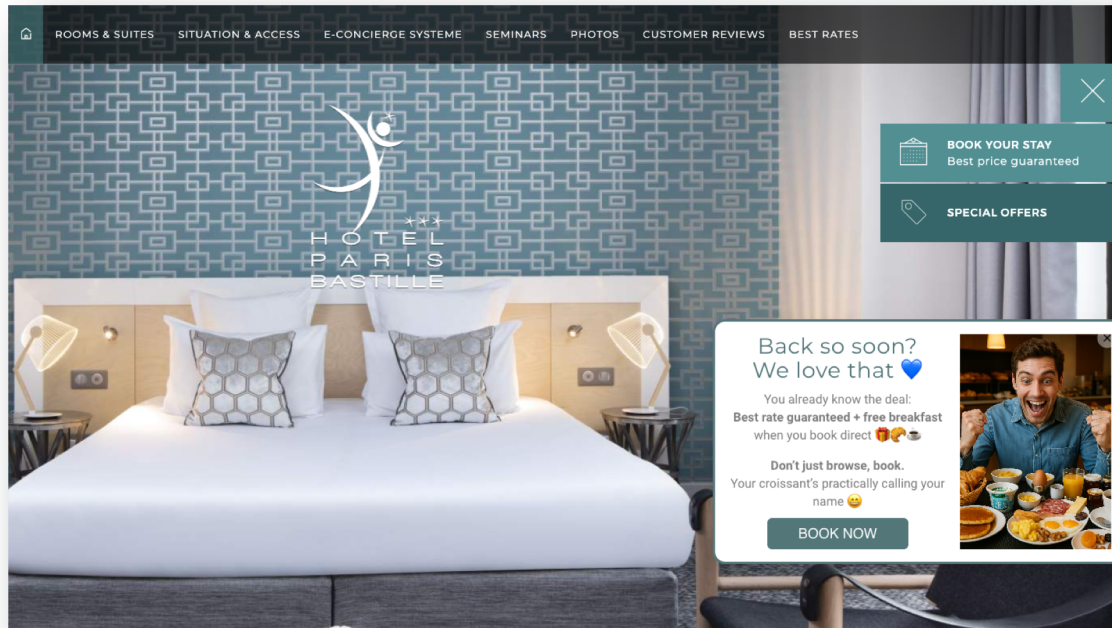 ROOMS & SUITES SITUATION & ACCESS E-CONCIERGE SYSTEME SEMINARS PHOTOS CUSTOMER REVIEWS BEST RATES
BOOK YOUR STAY
Best price guaranteed
SPECIAL OFFERS
HOTEL
PARIS
BASTILLE
Back so soon?
We love that 💙
You already know the deal:
Best rate guaranteed + free breakfast
when you book direct 🎁🥐☕
Don't just browse, book.
Your croissant's practically calling your
name 😄
BOOK NOW